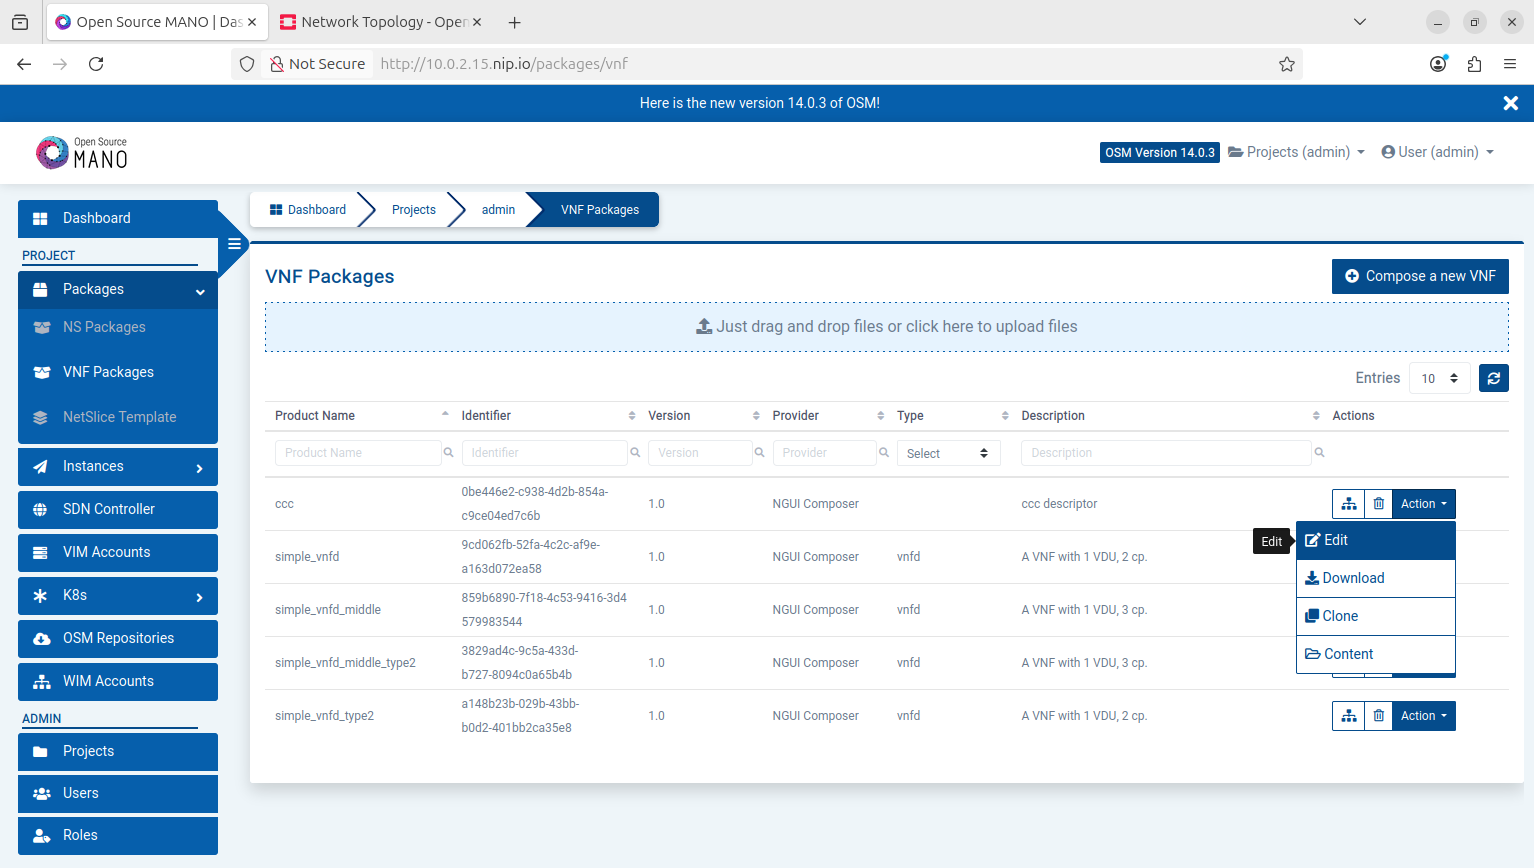 Open Source MANO | Das
Network Topology - Open
Not Secure
http://10.0.2.15.nip.io/packages/vnf
Here is the new version 14.0.3 of OSM!
Open Source
MANO
OSM Version 14.0.3
Projects (admin)
User (admin)
Dashboard
PROJECT
Packages
NS Packages
VNF Packages
NetSlice Template
Instances
SDN Controller
VIM Accounts
K8s
OSM Repositories
WIM Accounts
ADMIN
Projects
Users
Roles
Dashboard
Projects
admin
VNF Packages
VNF Packages
Compose a new VNF
Just drag and drop files or click here to upload files
Entries 10
Product Name Identifier Version Provider Type Description Actions
Product Name Identifier Version Provider Select Description
ccc 0be446e2-c938-4d2b-854a- 1.0 NGUI Composer ccc descriptor Action
c9ce04ed7c6b
simple_vnfd 9cd062fb-52fa-4c2c-af9e- 1.0 NGUI Composer vnfd A VNF with 1 VDU, 2 cp.
a163d072ea58
simple_vnfd_middle 859b6890-7f18-4c53-9416-3d4 1.0 NGUI Composer vnfd A VNF with 1 VDU, 3 cp.
579983544
simple_vnfd_middle_type2 3829ad4c-9c5a-433d- 1.0 NGUI Composer vnfd A VNF with 1 VDU, 3 cp.
b727-8094c0a65b4b
simple_vnfd_type2 a148b23b-029b-43bb- 1.0 NGUI Composer vnfd A VNF with 1 VDU, 2 cp. Action
b0d2-401bb2ca35e8
Edit
Edit
Download
Clone
Content